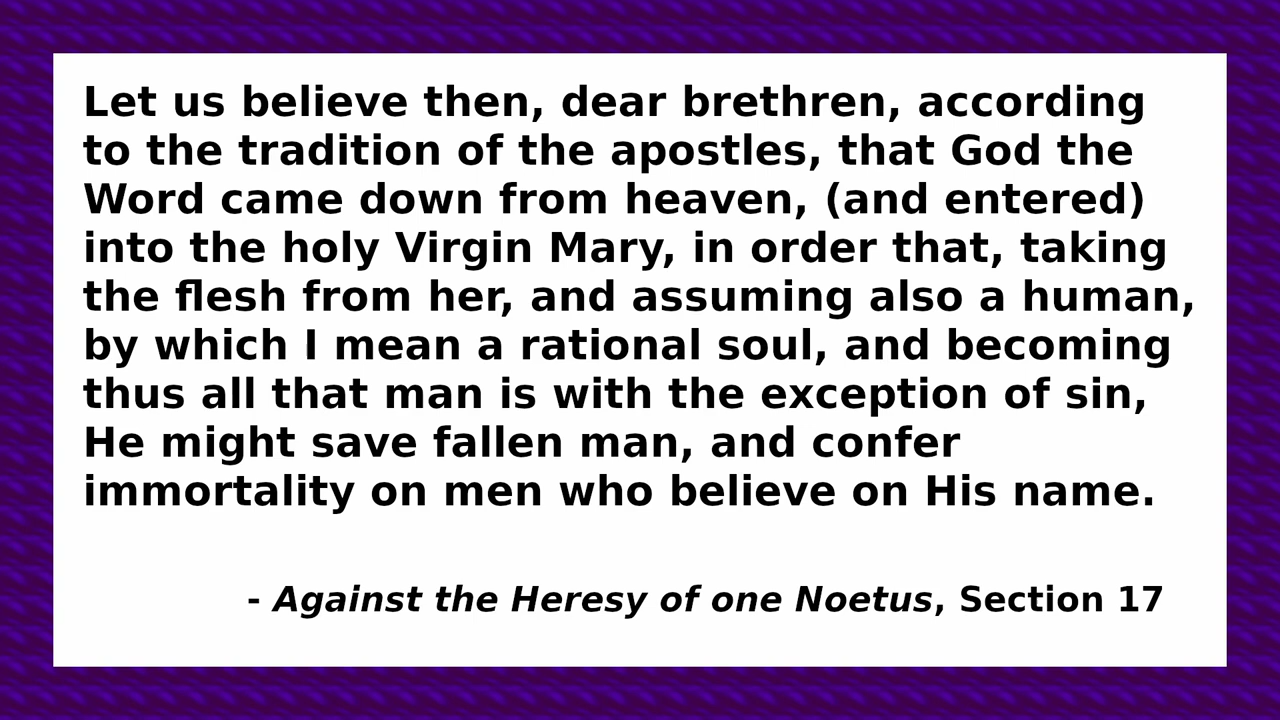 Let us believe then, dear brethren, according
to the tradition of the apostles, that God the
Word came down from heaven, (and entered)
into the holy Virgin Mary, in order that, taking
the flesh from her, and assuming also a human,
by which I mean a rational soul, and becoming
thus all that man is with the exception of sin,
He might save fallen man, and confer
immortality on men who believe on His name.
- Against the Heresy of one Noetus, Section 17